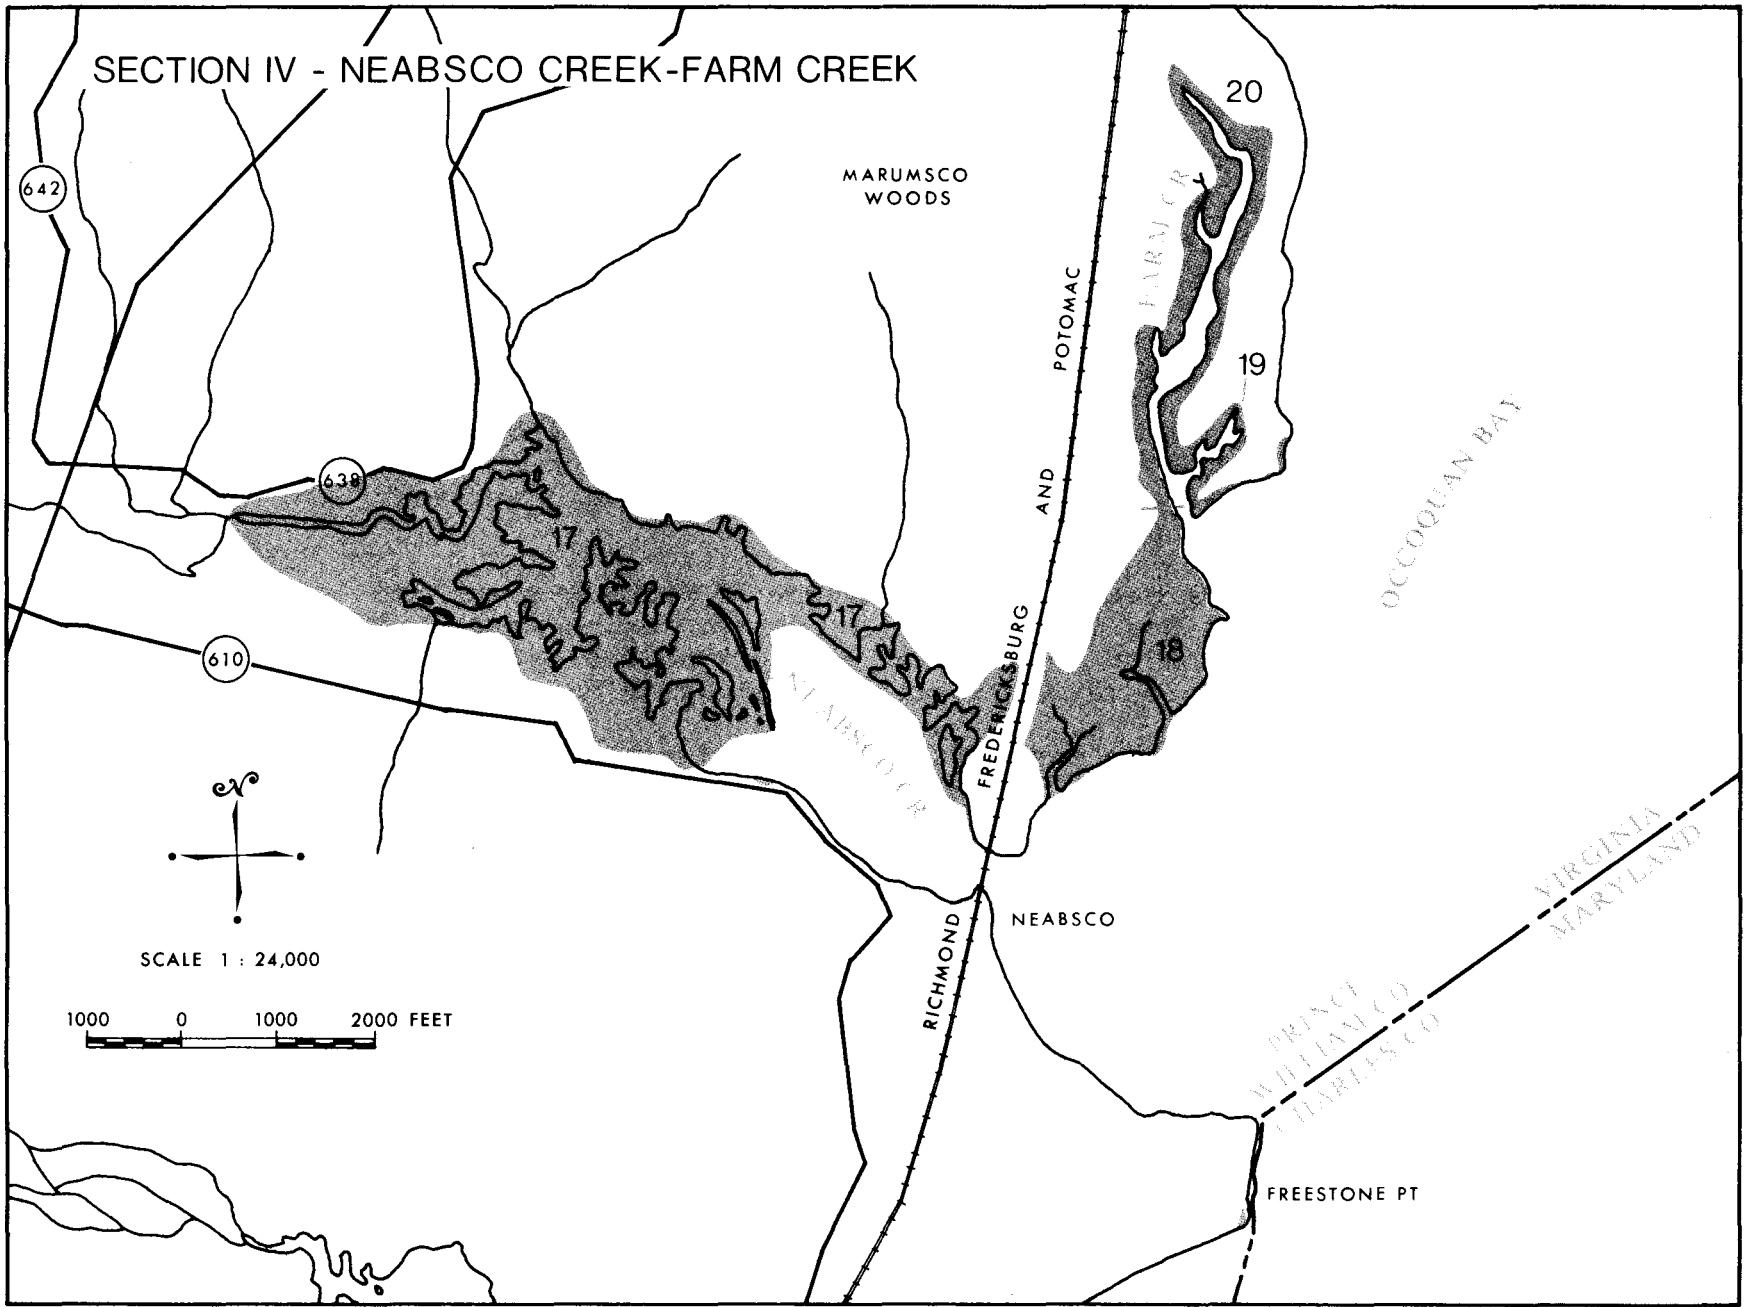 SECTION IV - NEABSCO CREEK-FARM CREEK
20
642
MARUMSCO
WOODS
FARM CR
POTOMAC
19
AND
OCCOQUAN BAY
638
17
17
FREDERICKSBURG
18
610
NEABSCO CR
N
VIRGINIA
MARYLAND
NEABSCO
RICHMOND
SCALE 1 : 24,000
PRINCE
WILLIAM CO
CHARLES CO
1000 0 1000 2000 FEET
FREESTONE PT